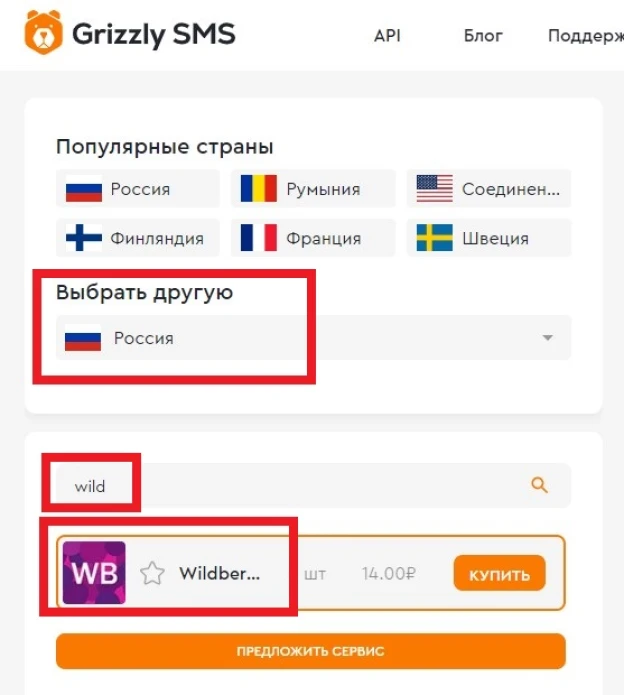 Grizzly SMS API Блог Поддерж
Популярные страны
Россия Румыния Соединен...
Финляндия Франция Швеция
Выбрать другую
Россия
wild
WB Wildber... шт 14.00₽ КУПИТЬ
ПРЕДЛОЖИТЬ СЕРВИС